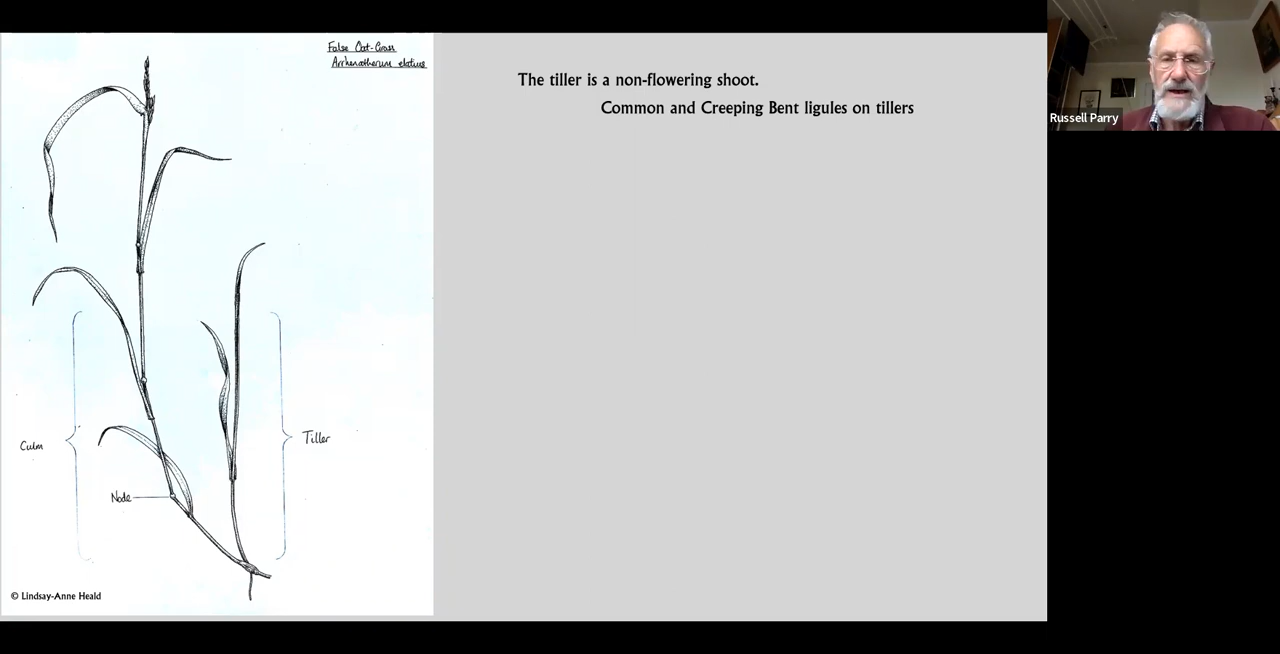 False Oat-Grass
Arrhenatherum elatius
The tiller is a non-flowering shoot.
Common and Creeping Bent ligules on tillers
Russell Parry
Culm
Tiller
Node
© Lindsay-Anne Heald